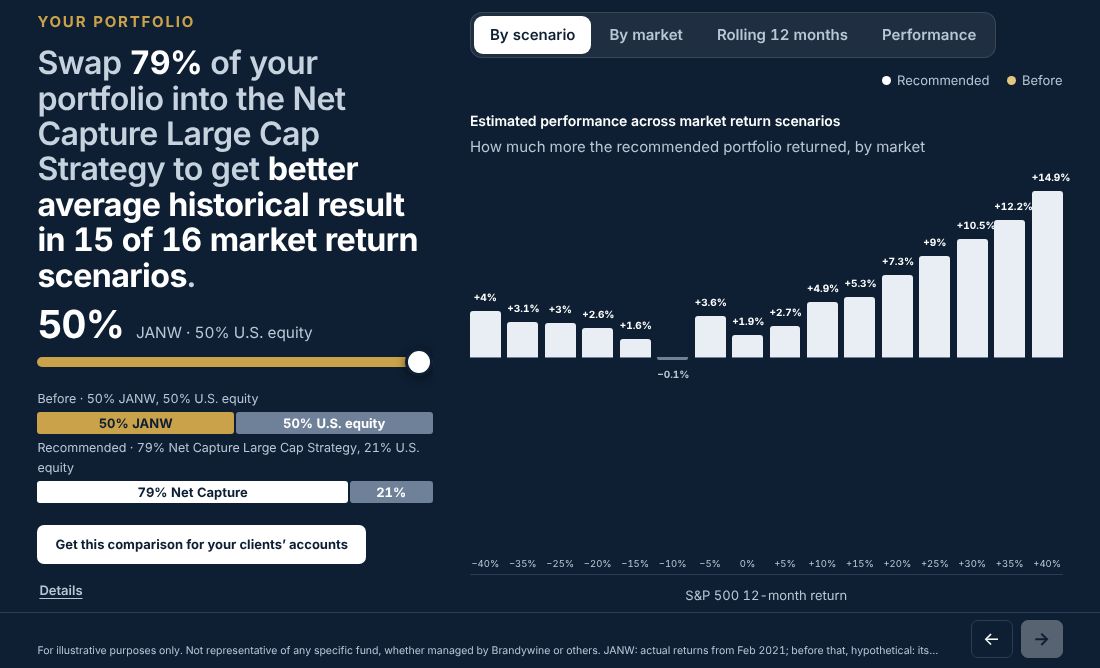 YOUR PORTFOLIO
Swap 79% of your
portfolio into the Net
Capture Large Cap
Strategy to get better
average historical result
in 15 of 16 market return
scenarios.
50% JANW · 50% U.S. equity
Before · 50% JANW, 50% U.S. equity
50% JANW 50% U.S. equity
Recommended · 79% Net Capture Large Cap Strategy, 21% U.S.
equity
79% Net Capture 21%
Get this comparison for your clients’ accounts
Details
By scenario By market Rolling 12 months Performance
Recommended Before
Estimated performance across market return scenarios
How much more the recommended portfolio returned, by market
+4% +3.1% +3% +2.6% +1.6% −0.1% +3.6% +1.9% +2.7% +4.9% +5.3% +7.3% +9% +10.5% +12.2% +14.9%
−40% −35% −25% −20% −15% −10% −5% 0% +5% +10% +15% +20% +25% +30% +35% +40%
S&P 500 12-month return
For illustrative purposes only. Not representative of any specific fund, whether managed by Brandywine or others. JANW: actual returns from Feb 2021; before that, hypothetical: its…